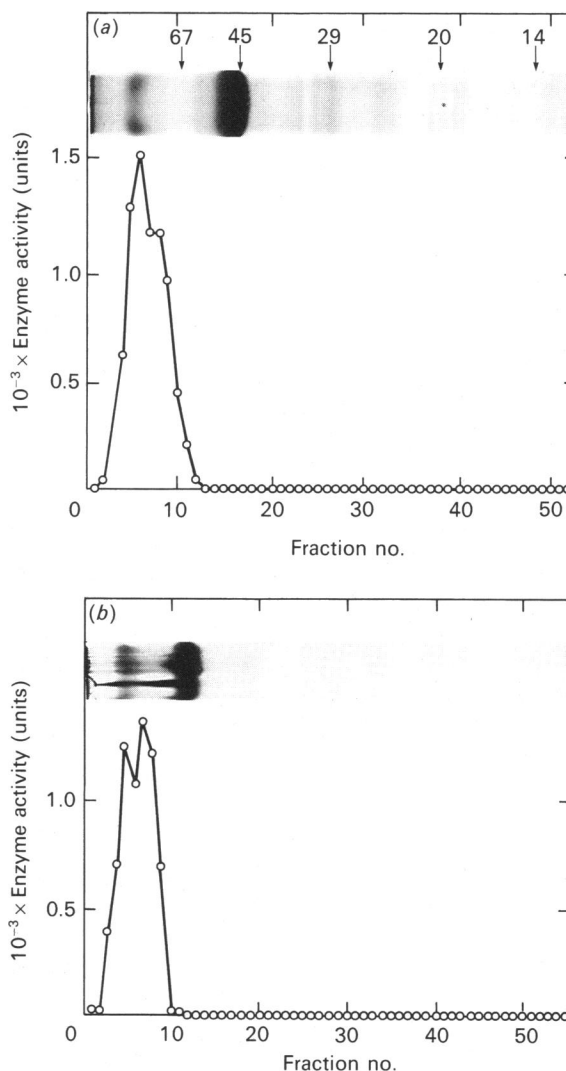 (a)
67 45 29 20 14
10⁻³ × Enzyme activity (units)
1.5
1.0
0.5
0 10 20 30 40 50
Fraction no.
(b)
10⁻³ × Enzyme activity (units)
1.0
0.5
0 10 20 30 40 50
Fraction no.